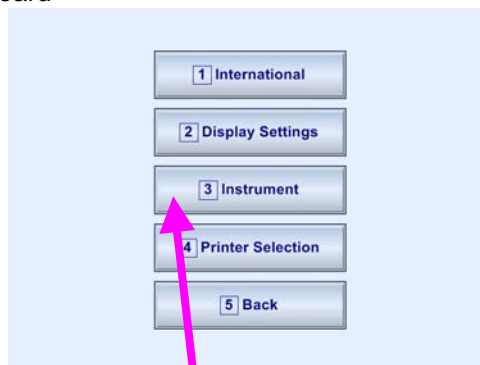 1 International
2 Display Settings
3 Instrument
4 Printer Selection
5 Back